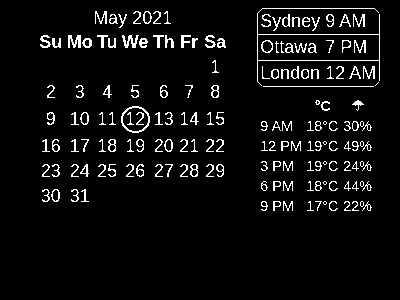 May 2021
Su Mo Tu We Th Fr Sa
1
2 3 4 5 6 7 8
9 10 11 12 13 14 15
16 17 18 19 20 21 22
23 24 25 26 27 28 29
30 31
Sydney 9 AM
Ottawa 7 PM
London 12 AM
°C ☂
9 AM 18°C 30%
12 PM 19°C 49%
3 PM 19°C 24%
6 PM 18°C 44%
9 PM 17°C 22%